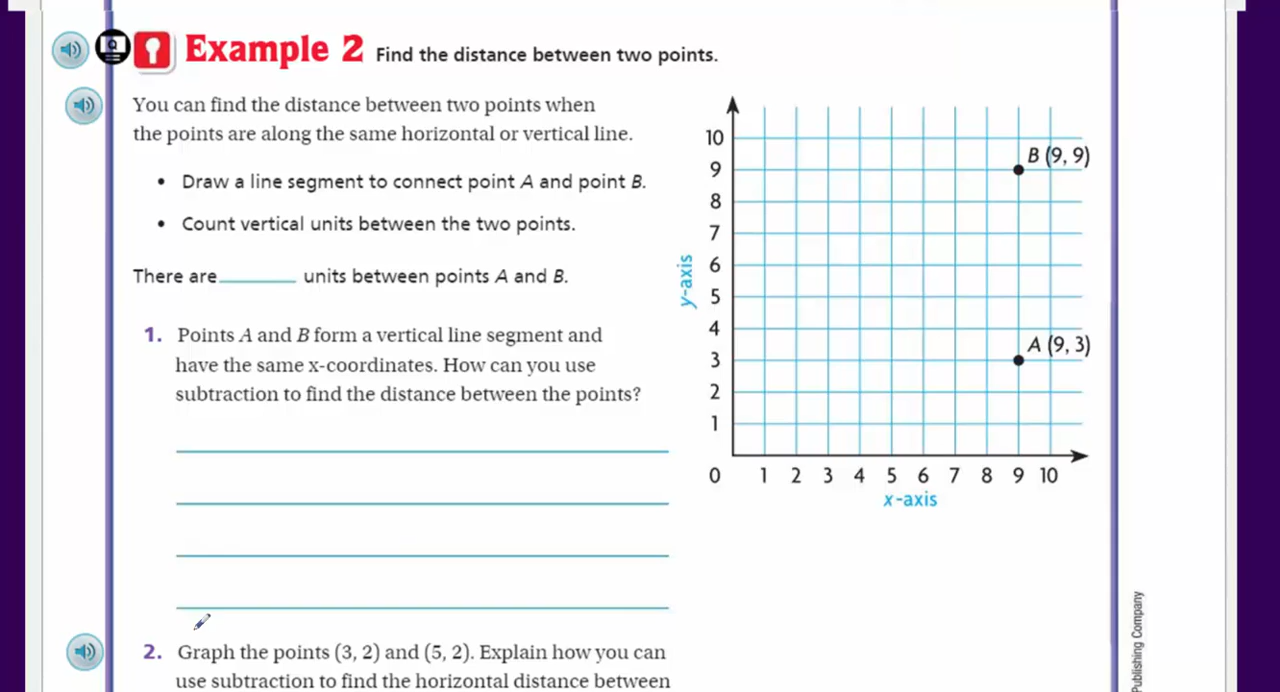 Example 2 Find the distance between two points.
You can find the distance between two points when
the points are along the same horizontal or vertical line.
• Draw a line segment to connect point A and point B.
• Count vertical units between the two points.
There are______ units between points A and B.
1. Points A and B form a vertical line segment and
have the same x-coordinates. How can you use
subtraction to find the distance between the points?
2. Graph the points (3, 2) and (5, 2). Explain how you can
use subtraction to find the horizontal distance between
10
9
8
7
6
5
4
3
2
1
y-axis
B (9, 9)
A (9, 3)
0 1 2 3 4 5 6 7 8 9 10
x-axis
Publishing Company